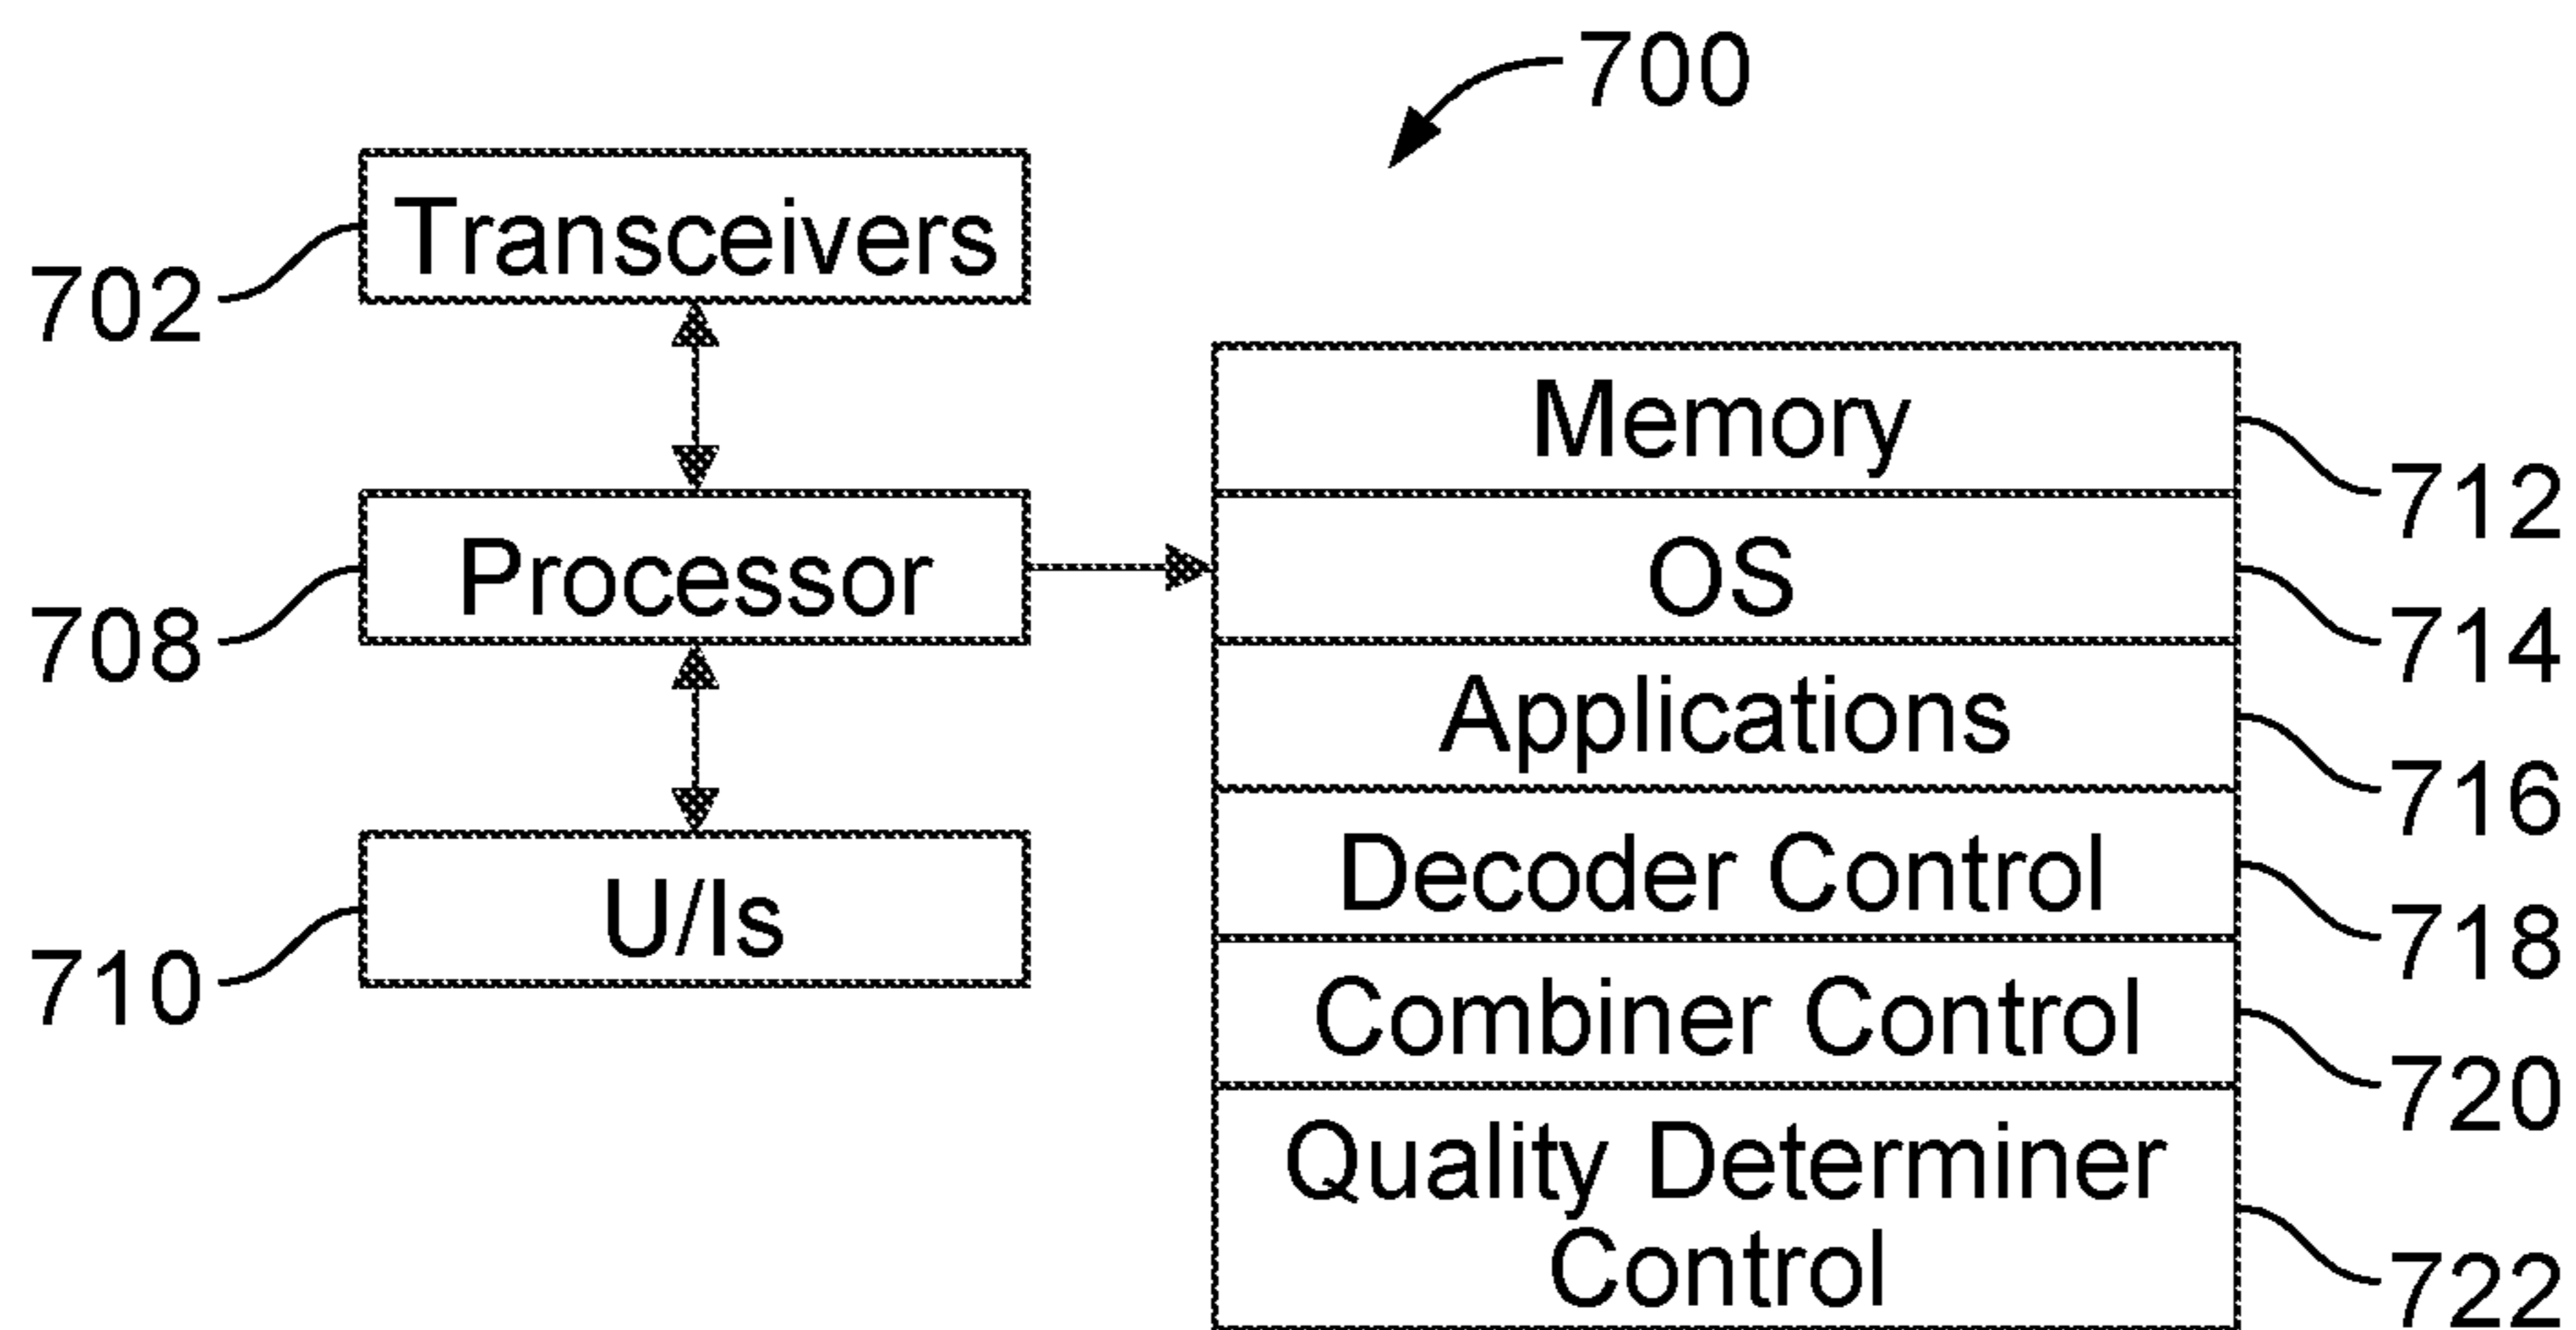 700
Transceivers
702
Memory
712
Processor
OS
708
714
Applications
716
U/Is
Decoder Control
710
718
Combiner Control
720
Quality Determiner
Control
722